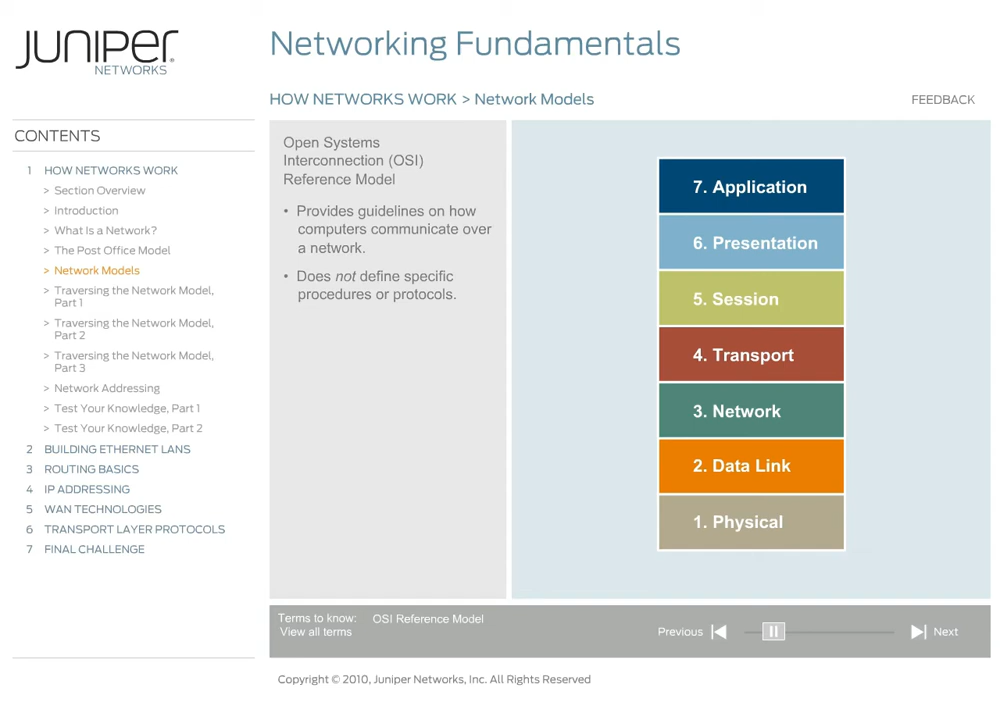 JUNIPER
NETWORKS
Networking Fundamentals
HOW NETWORKS WORK > Network Models
FEEDBACK
CONTENTS
1 HOW NETWORKS WORK
> Section Overview
> Introduction
> What Is a Network?
> The Post Office Model
> Network Models
> Traversing the Network Model,
Part 1
> Traversing the Network Model,
Part 2
> Traversing the Network Model,
Part 3
> Network Addressing
> Test Your Knowledge, Part 1
> Test Your Knowledge, Part 2
2 BUILDING ETHERNET LANS
3 ROUTING BASICS
4 IP ADDRESSING
5 WAN TECHNOLOGIES
6 TRANSPORT LAYER PROTOCOLS
7 FINAL CHALLENGE
Open Systems
Interconnection (OSI)
Reference Model
• Provides guidelines on how
computers communicate over
a network.
• Does not define specific
procedures or protocols.
7. Application
6. Presentation
5. Session
4. Transport
3. Network
2. Data Link
1. Physical
Terms to know: OSI Reference Model
View all terms
Previous
Next
Copyright © 2010, Juniper Networks, Inc. All Rights Reserved